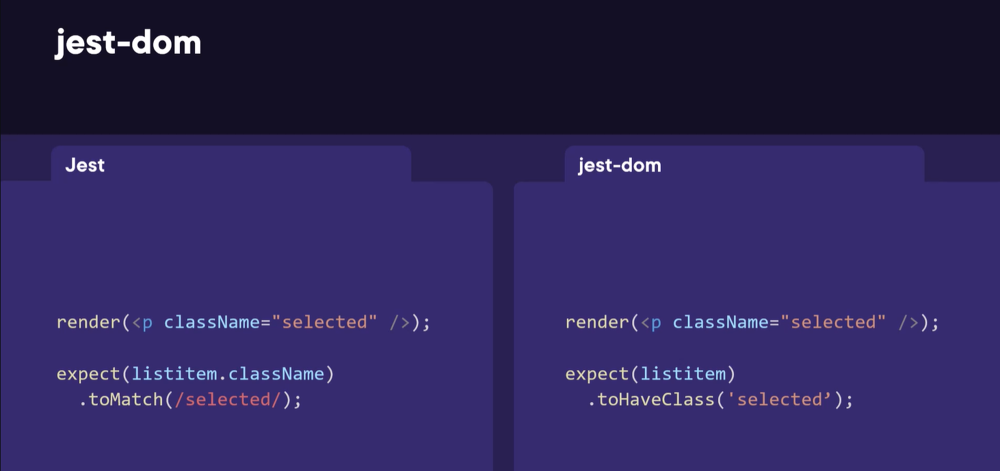 jest-dom
Jest
render(<p className="selected" />);
expect(listitem.className)
.toMatch(/selected/);
jest-dom
render(<p className="selected" />);
expect(listitem)
.toHaveClass('selected’);